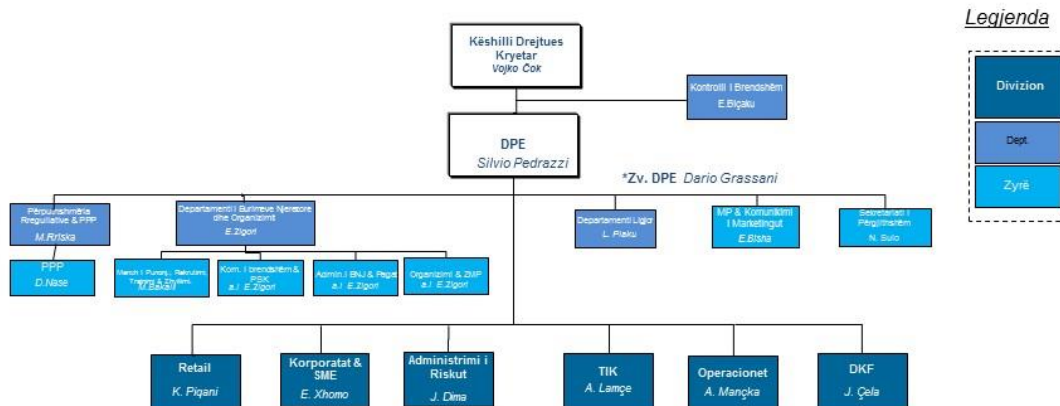 Legjenda
Këshilli Drejtues
Kryetar
Vojko Čok
Divizion
Kontrolli I Brendshëm
E.Biçaku
DPE
Silvio Pedrazzi
Dept.
*Zv. DPE Dario Grassani
Zyrë
Përputshmëria
Rregullative & PPP
M.Rriska
Departamenti I Burimeve Njerëzore
dhe Organizimit
E.Zigori
Departamenti Ligjor
L. Plaku
MP & Komunikimi
I Marketingut
E.Bisha
Sekretariati I
Përgjithshëm
N. Sulo
PPP
D.Nase
M.Bakalli
Kom. I brendshëm &
PSK
a.i E.Zigori
Admin. I BNJ & Pagat
a.i E.Zigori
Organizimi & ZMP
a.i E.Zigori
Retail
K. Piqani
Korporatat &
SME
E. Xhomo
Administrimi i
Riskut
J. Dima
TIK
A. Lamçe
Operacionet
A. Mançka
DKF
J. Çela